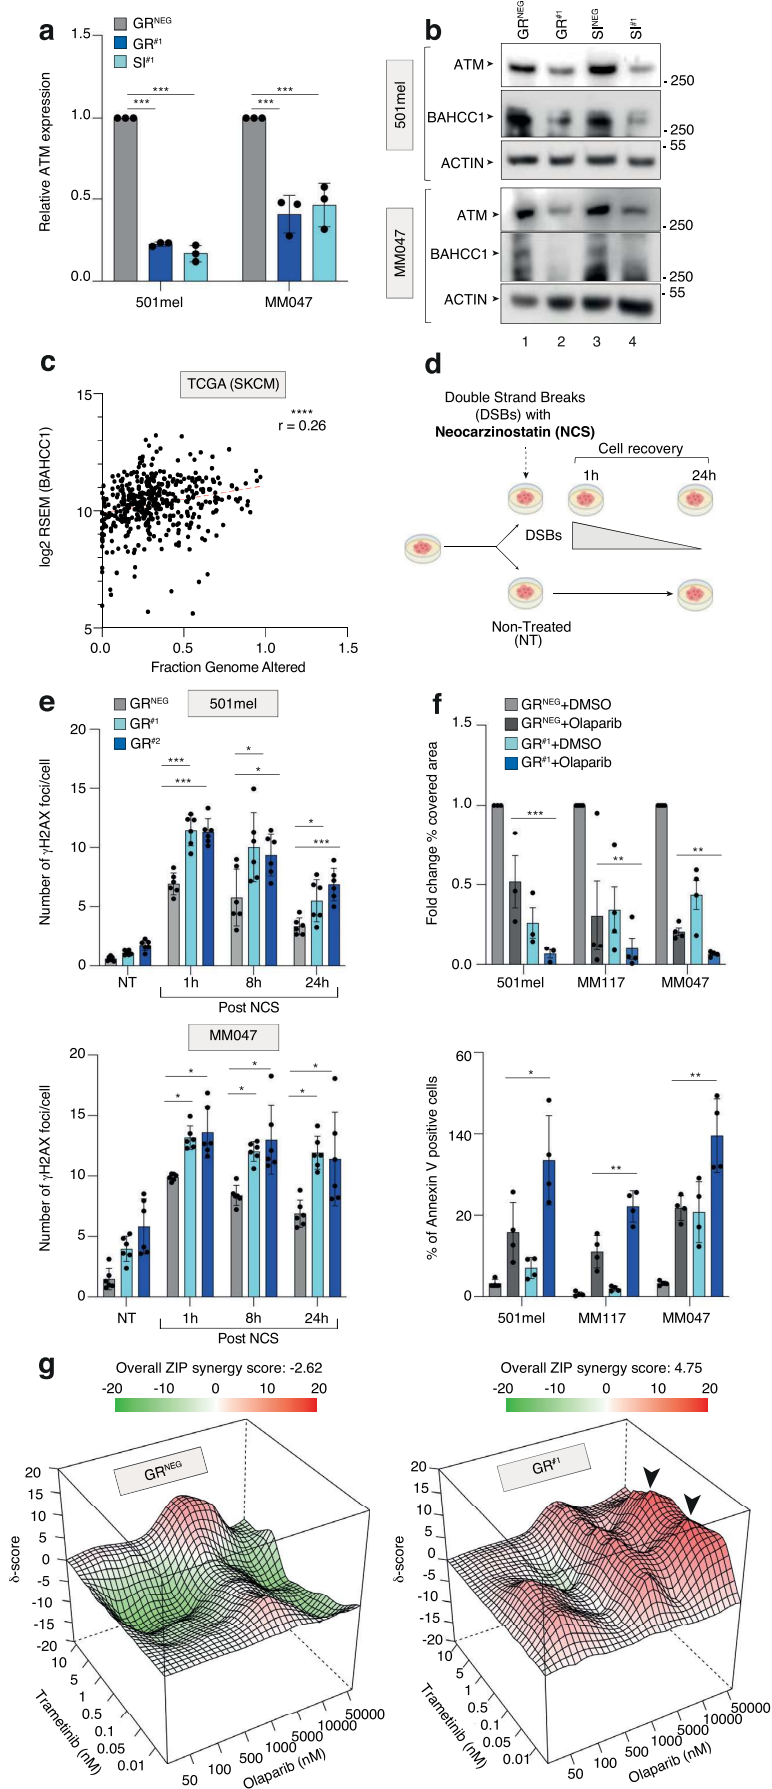 a
GR^NEG
GR^#1
SI^#1
Relative ATM expression
1.5
1.0
0.5
0.0
***
***
***
***
501mel
MM047
b
GR^NEG
GR^#1
SI^NEG
SI^#1
501mel
ATM
- 250
BAHCC1
- 250
- 55
ACTIN
MM047
ATM
- 250
BAHCC1
- 250
- 55
ACTIN
1 2 3 4
c
TCGA (SKCM)
****
r = 0.26
log2 RSEM (BAHCC1)
15
10
5
0.0 0.5 1.0 1.5
Fraction Genome Altered
d
Double Strand Breaks
(DSBs) with
Neocarzinostatin (NCS)
Cell recovery
1h 24h
DSBs
Non-Treated
(NT)
e
GR^NEG
GR^#1
GR^#2
501mel
Number of γH2AX foci/cell
20
15
10
5
0
***
***
*
*
*
***
NT 1h 8h 24h
Post NCS
MM047
Number of γH2AX foci/cell
20
15
10
5
0
*
*
*
*
*
*
NT 1h 8h 24h
Post NCS
f
GR^NEG+DMSO
GR^NEG+Olaparib
GR^#1+DMSO
GR^#1+Olaparib
Fold change % covered area
1.5
1.0
0.5
0.0
***
**
**
501mel MM117 MM047
% of Annexin V positive cells
60
140
20
0
*
**
**
501mel MM117 MM047
g
Overall ZIP synergy score: -2.62
-20 -10 0 10 20
GR^NEG
δ-score
20
15
10
5
0
-5
-10
-15
-20
10
5
1
0.5
0.1
0.05
0.01
Trametinib (nM)
50
100
500
1000
5000
10000
50000
Olaparib (nM)
Overall ZIP synergy score: 4.75
-20 -10 0 10 20
GR^#1
δ-score
20
15
10
5
0
-5
-10
-15
-20
10
5
1
0.5
0.1
0.05
0.01
Trametinib (nM)
50
100
500
1000
5000
10000
50000
Olaparib (nM)